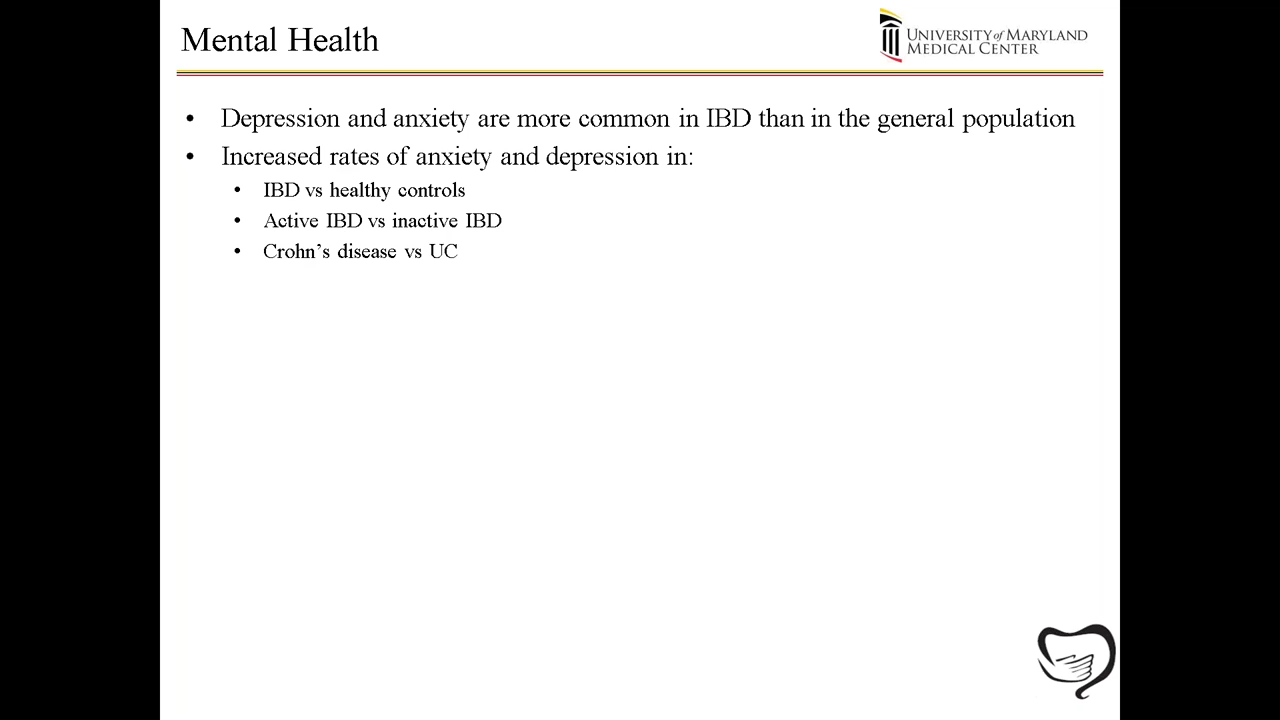 Mental Health
UNIVERSITY of MARYLAND
MEDICAL CENTER
• Depression and anxiety are more common in IBD than in the general population
• Increased rates of anxiety and depression in:
• IBD vs healthy controls
• Active IBD vs inactive IBD
• Crohn’s disease vs UC